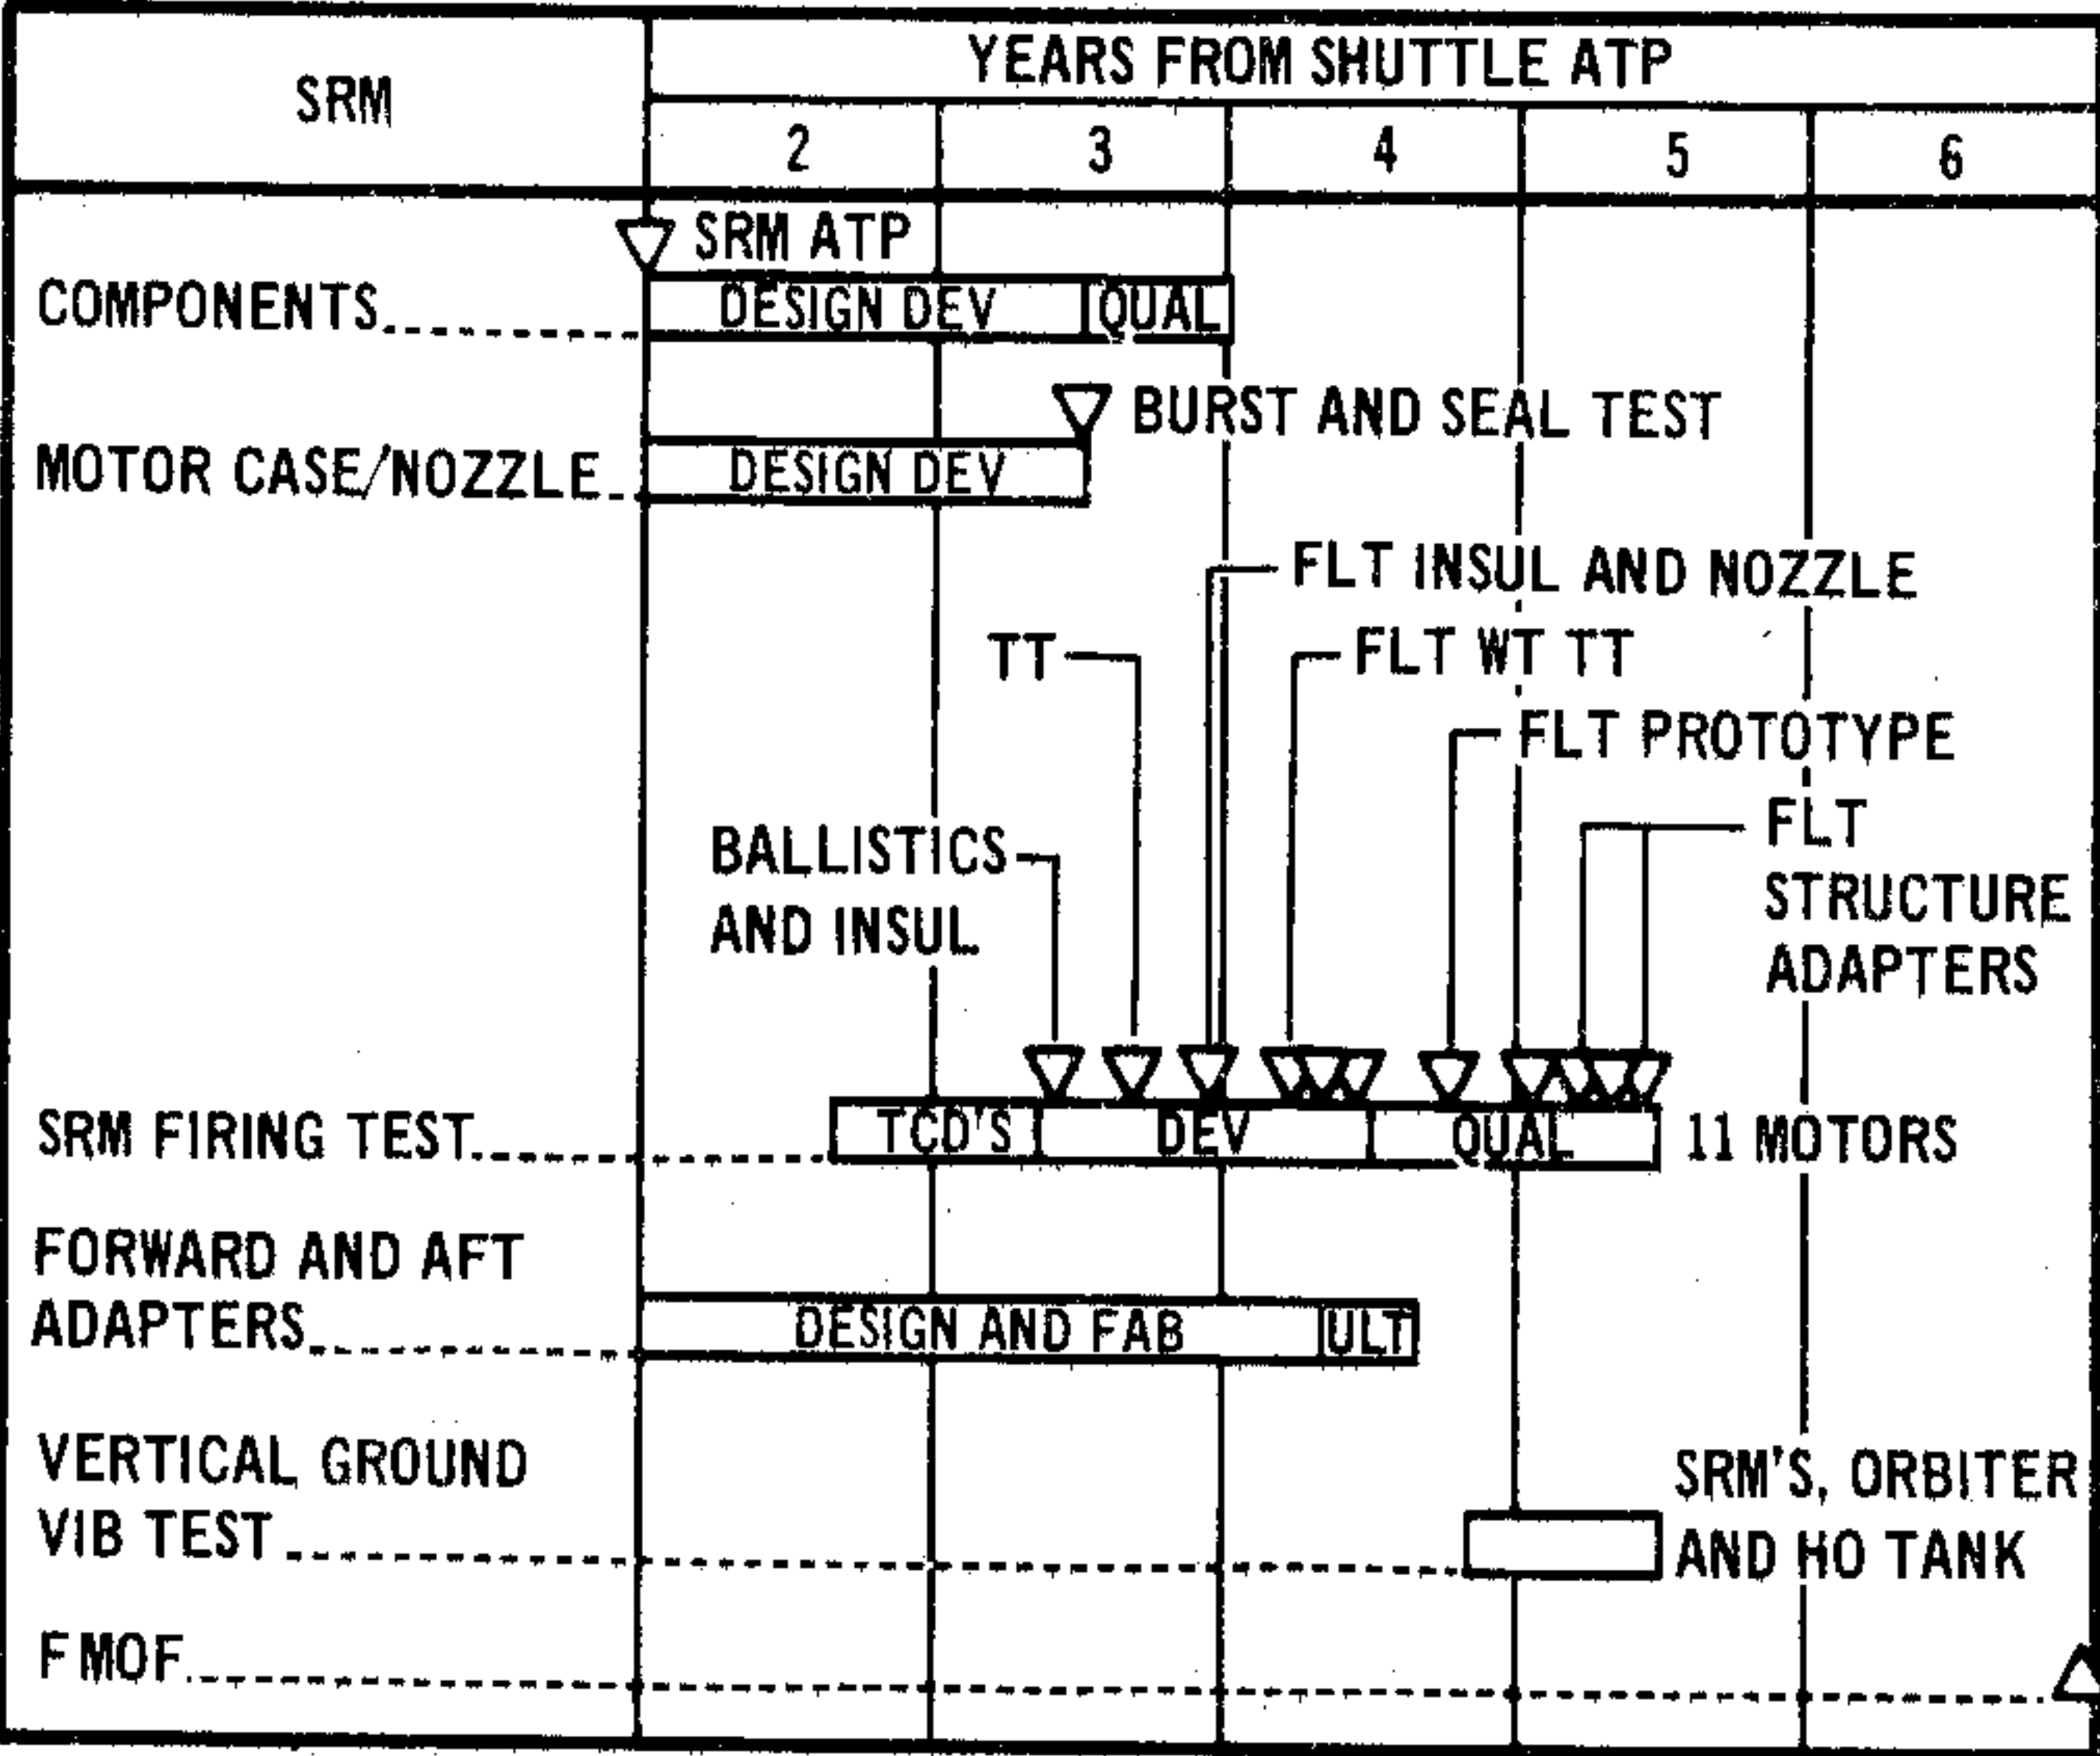 SRM
YEARS FROM SHUTTLE ATP
2 3 4 5 6
SRM ATP
COMPONENTS
DESIGN DEV QUAL
BURST AND SEAL TEST
MOTOR CASE/NOZZLE
DESIGN DEV
FLT INSUL AND NOZZLE
TT
FLT WT TT
FLT PROTOTYPE
BALLISTICS
AND INSUL
FLT
STRUCTURE
ADAPTERS
SRM FIRING TEST
TCD'S DEV QUAL
11 MOTORS
FORWARD AND AFT
ADAPTERS
DESIGN AND FAB ULT
VERTICAL GROUND
VIB TEST
SRM'S, ORBITER
AND HO TANK
FMOF